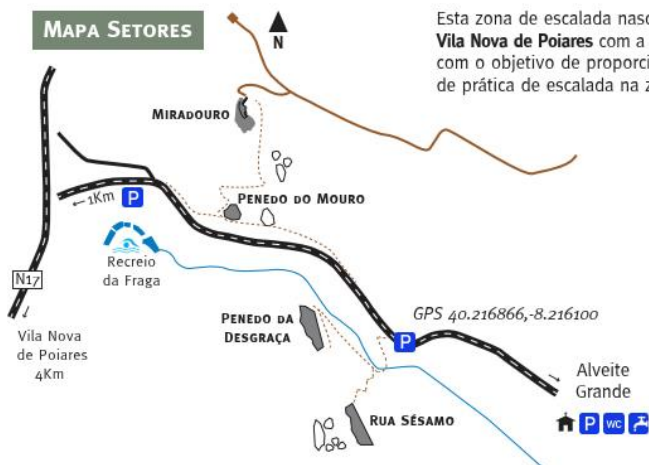 MAPA SETORES
N
Esta zona de escalada nas
Vila Nova de Poiares com a
com o objetivo de proporci
de prática de escalada na z
MIRADOURO
1Km
P
PENEDO DO MOURO
Recreio
da Fraga
N17
Vila Nova
de Poiares
4Km
PENEDO DA
DESGRAÇA
GPS 40.216866,-8.216100
P
Alveite
Grande
P WC
RUA SÉSAMO